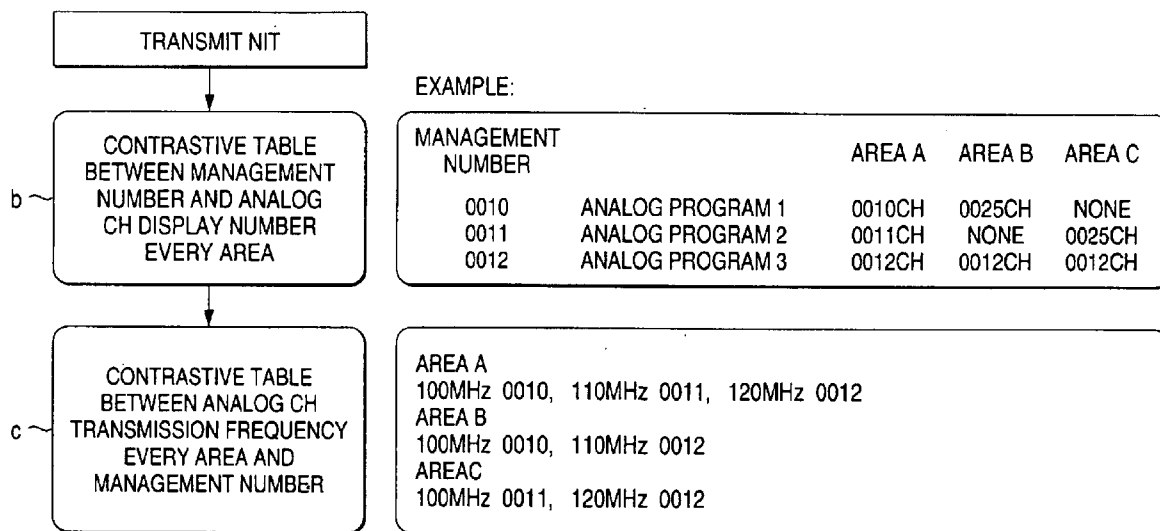 TRANSMIT NIT
EXAMPLE:
b
CONTRASTIVE TABLE
BETWEEN MANAGEMENT
NUMBER AND ANALOG
CH DISPLAY NUMBER
EVERY AREA
MANAGEMENT
NUMBER AREA A AREA B AREA C
0010 ANALOG PROGRAM 1 0010CH 0025CH NONE
0011 ANALOG PROGRAM 2 0011CH NONE 0025CH
0012 ANALOG PROGRAM 3 0012CH 0012CH 0012CH
c
CONTRASTIVE TABLE
BETWEEN ANALOG CH
TRANSMISSION FREQUENCY
EVERY AREA AND
MANAGEMENT NUMBER
AREA A
100MHz 0010, 110MHz 0011, 120MHz 0012
AREA B
100MHz 0010, 110MHz 0012
AREAC
100MHz 0011, 120MHz 0012